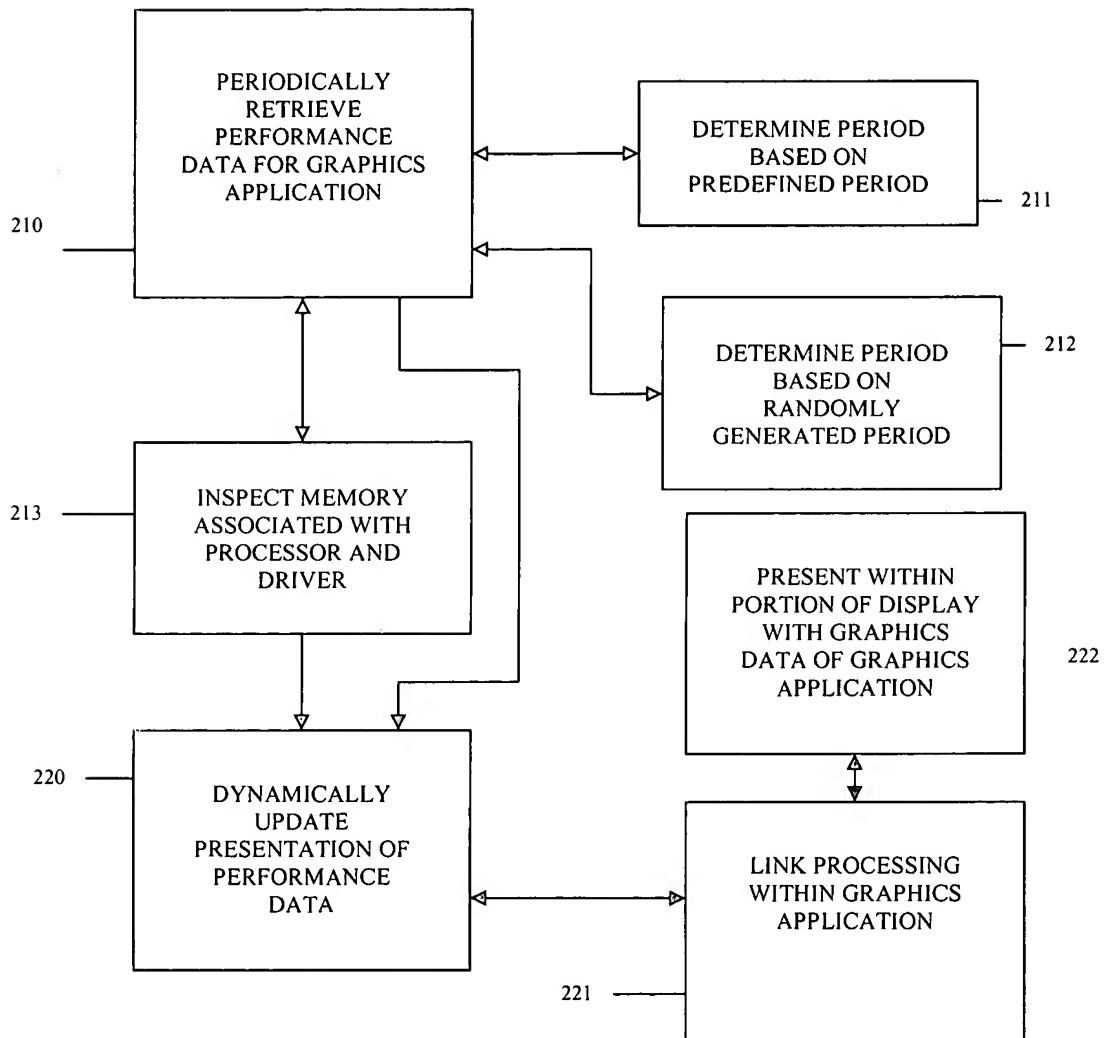 PERIODICALLY
RETRIEVE
PERFORMANCE
DATA FOR GRAPHICS
APPLICATION
210
DETERMINE PERIOD
BASED ON
PREDEFINED PERIOD
211
DETERMINE PERIOD
BASED ON
RANDOMLY
GENERATED PERIOD
212
INSPECT MEMORY
ASSOCIATED WITH
PROCESSOR AND
DRIVER
213
PRESENT WITHIN
PORTION OF DISPLAY
WITH GRAPHICS
DATA OF GRAPHICS
APPLICATION
222
DYNAMICALLY
UPDATE
PRESENTATION OF
PERFORMANCE
DATA
220
LINK PROCESSING
WITHIN GRAPHICS
APPLICATION
221